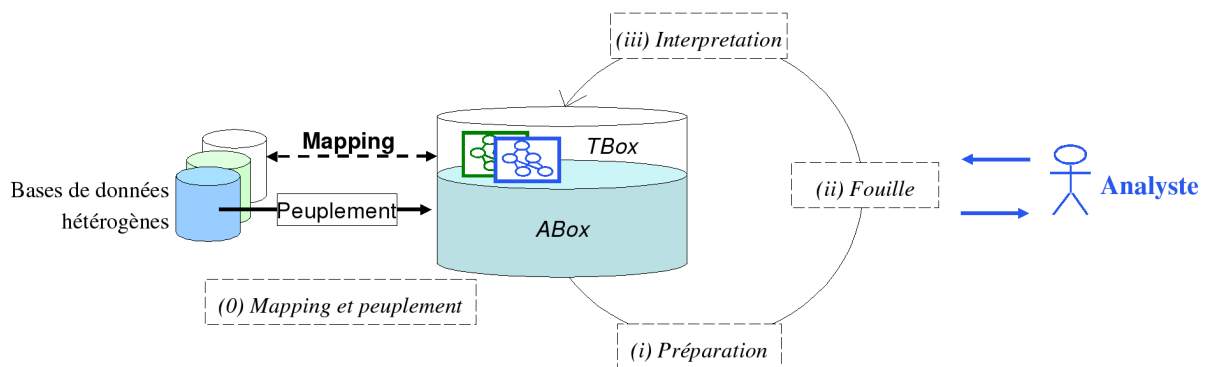 (iii) Interpretation
Mapping
TBox
Bases de données
hétérogènes
Peuplement
ABox
(ii) Fouille
Analyste
(0) Mapping et peuplement
(i) Préparation